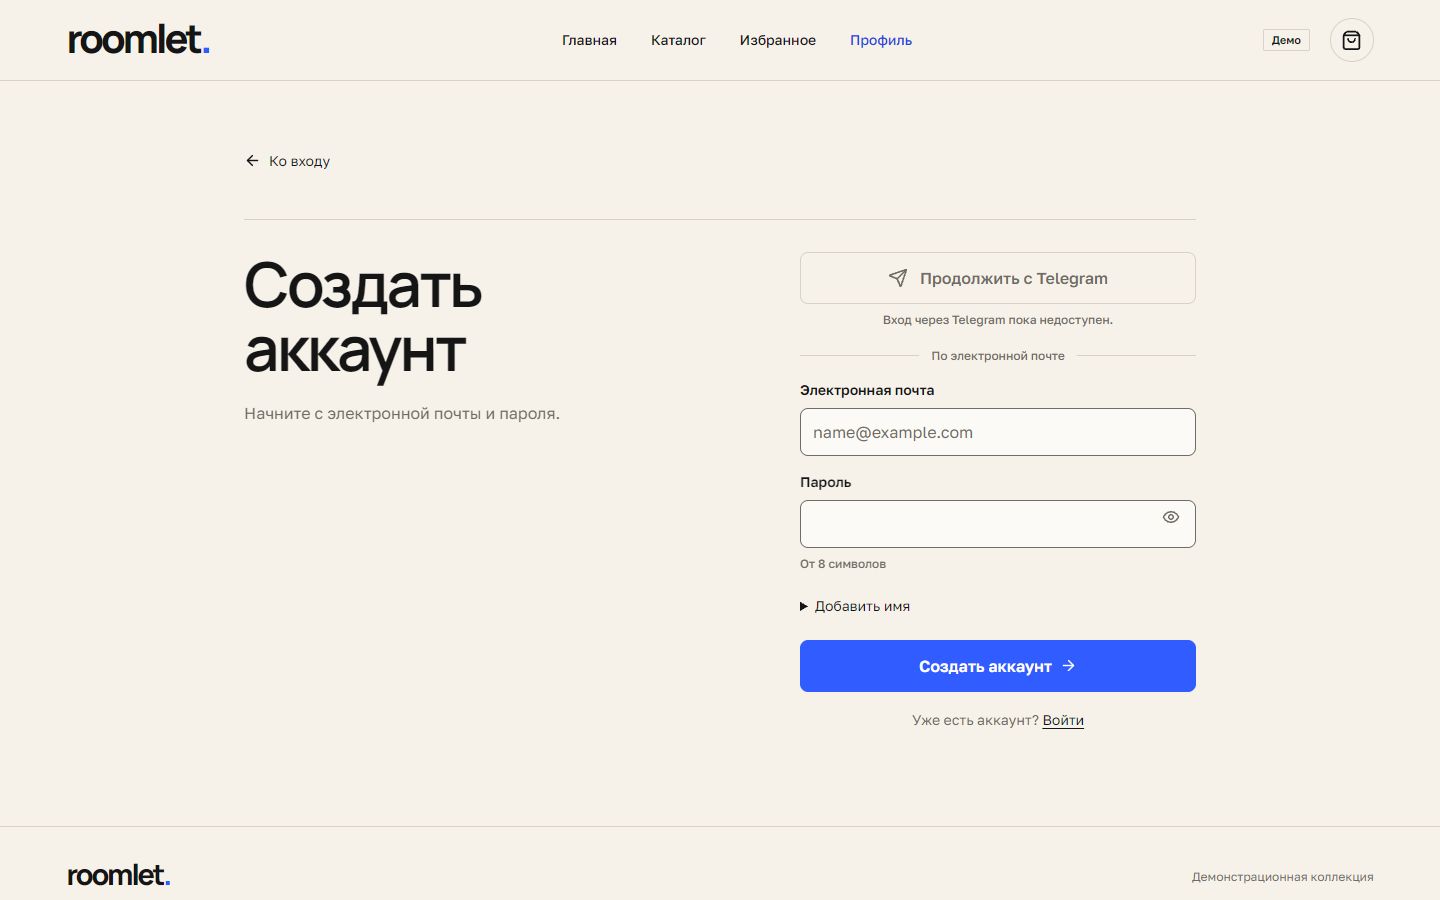 roomlet.
Главная
Каталог
Избранное
Профиль
Демо
Ко входу
Создать
аккаунт
Начните с электронной почты и пароля.
Продолжить с Telegram
Вход через Telegram пока недоступен.
По электронной почте
Электронная почта
name@example.com
Пароль
От 8 символов
Добавить имя
Создать аккаунт
Уже есть аккаунт? Войти
roomlet.
Демонстрационная коллекция